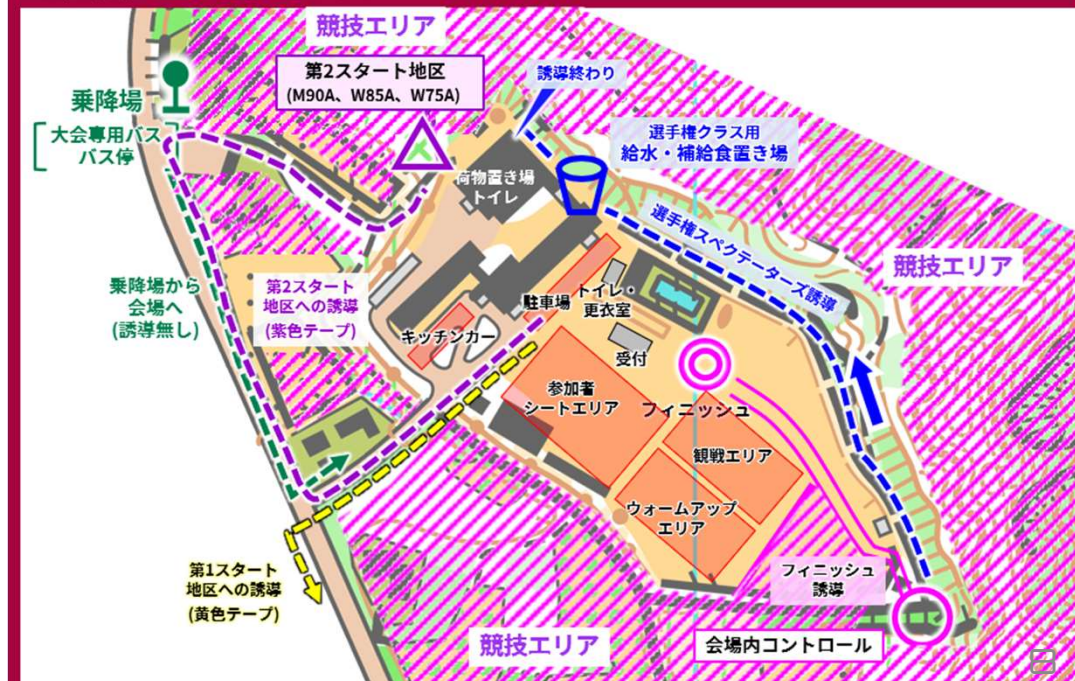 競技エリア
第2スタート地区
(M90A、W85A、W75A)
誘導終わり
乗降場
大会専用バス
バス停
選手権クラス用
給水・補給食置き場
荷物置き場
トイレ
選手権スペクテーターズ誘導
競技エリア
乗降場から
会場へ
(誘導無し)
第2スタート
地区への誘導
(紫色テープ)
駐車場
トイレ・
更衣室
キッチンカー
受付
参加者
シートエリア
フィニッシュ
観戦エリア
ウォームアップ
エリア
第1スタート
地区への誘導
(黄色テープ)
フィニッシュ
誘導
競技エリア
会場内コントロール